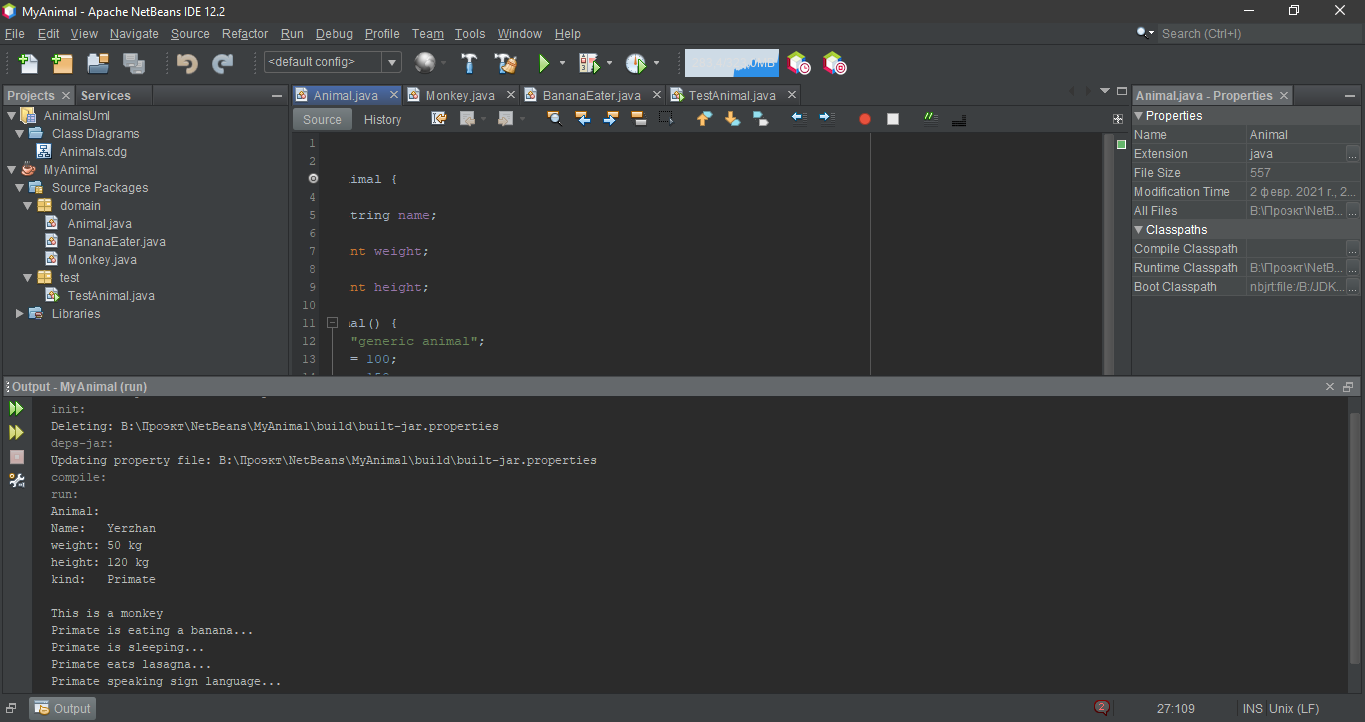 MyAnimal - Apache NetBeans IDE 12.2
File Edit View Navigate Source Refactor Run Debug Profile Team Tools Window Help
Search (Ctrl+I)
<default config>
Projects Services
AnimalsUml
Class Diagrams
Animals.cdg
MyAnimal
Source Packages
domain
Animal.java
BananaEater.java
Monkey.java
test
TestAnimal.java
Libraries
Animal.java Monkey.java BananaEater.java TestAnimal.java
Source History
1
2
imal {
4
5 tring name;
6
7 nt weight;
8
9 nt height;
10
11 al() {
12 "generic animal";
13 = 100;
Animal.java - Properties
Properties
Name Animal
Extension java ...
File Size 557
Modification Time 2 февр. 2021 г., 2...
All Files B:\Проэкт\NetB... ...
Classpaths
Compile Classpath ...
Runtime Classpath B:\Проэкт\NetB... ...
Boot Classpath nbjrt:file:/B:/JDK... ...
Output - MyAnimal (run)
init:
Deleting: B:\Проэкт\NetBeans\MyAnimal\build\built-jar.properties
deps-jar:
Updating property file: B:\Проэкт\NetBeans\MyAnimal\build\built-jar.properties
compile:
run:
Animal:
Name: Yerzhan
weight: 50 kg
height: 120 kg
kind: Primate
This is a monkey
Primate is eating a banana...
Primate is sleeping...
Primate eats lasagna...
Primate speaking sign language...
Output
2 27:109 INS Unix (LF)